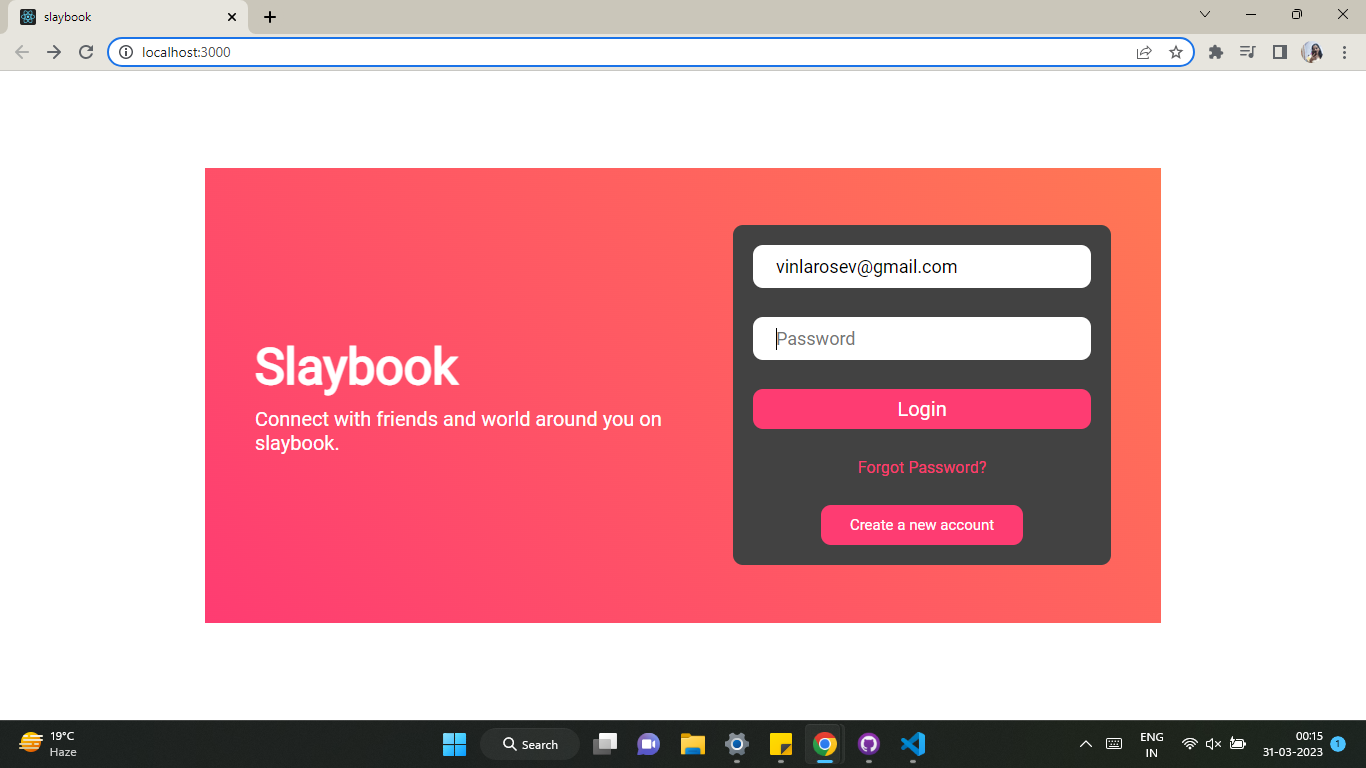 slaybook
localhost:3000
vinlarosev@gmail.com
Password
Slaybook
Login
Connect with friends and world around you on
slaybook.
Forgot Password?
Create a new account
19°C
Haze
Search
ENG
IN
00:15
31-03-2023
1